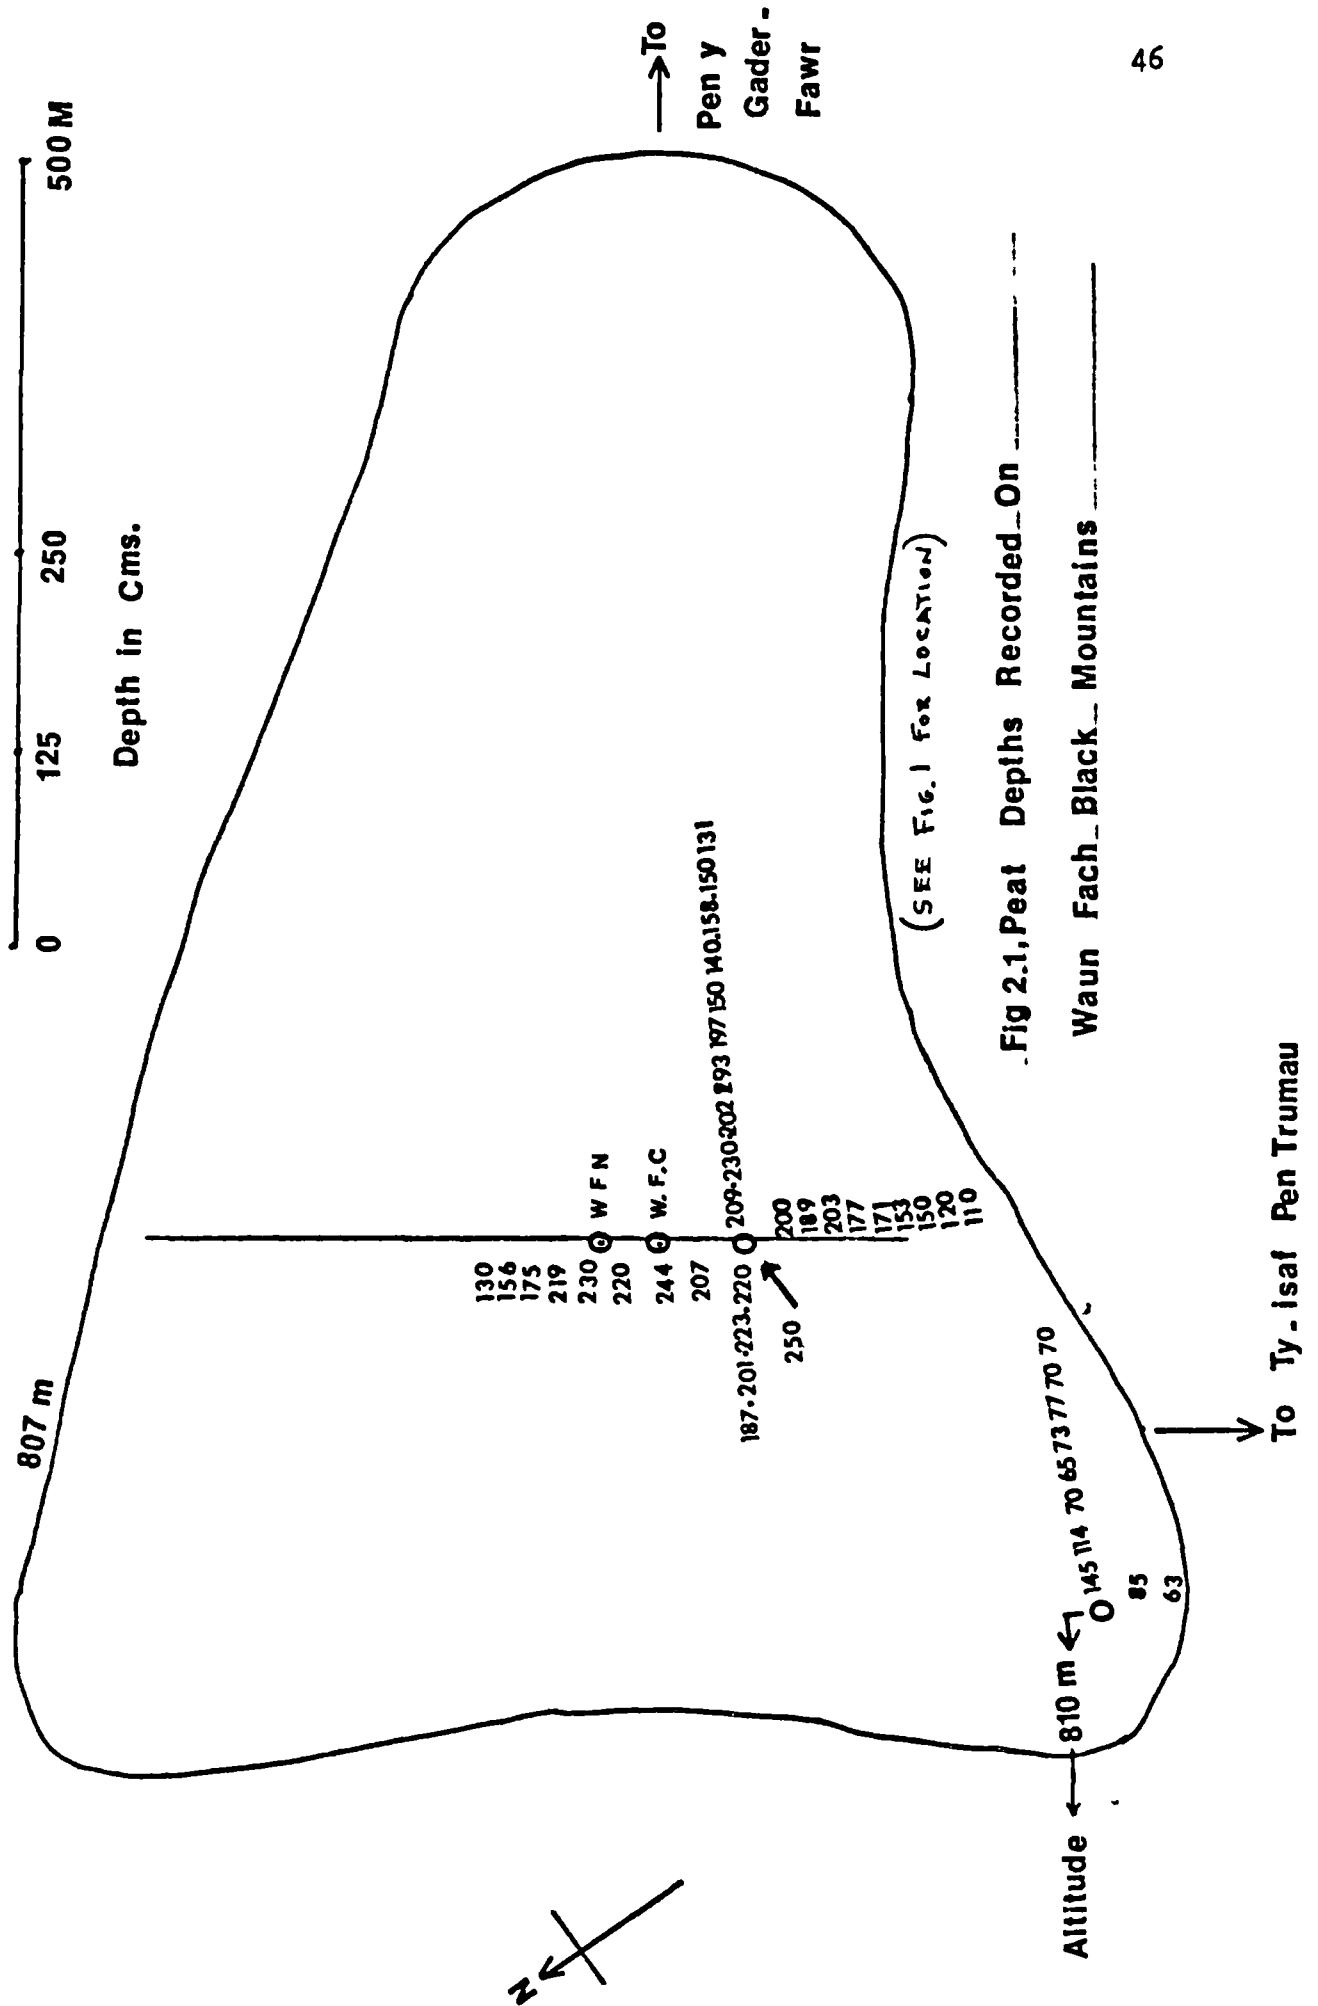 46
0 125 250 500M
Depth in Cms.
807 m
To
Pen y
Gader-
Fawr
130
156
175
219
230 W F N
220
244 W.F.C
207
187-201-223-220 209-230-202 293 197 150 140-158-150 131
250
200
189
203
177
171
153
150
120
110
(SEE FIG. 1 FOR LOCATION)
Fig 2.1, Peat Depths Recorded On
Waun Fach Black Mountains
Altitude
810 m
145 114 70 65 73 77 70 70
85
63
To Ty-isaf Pen Trumau
N